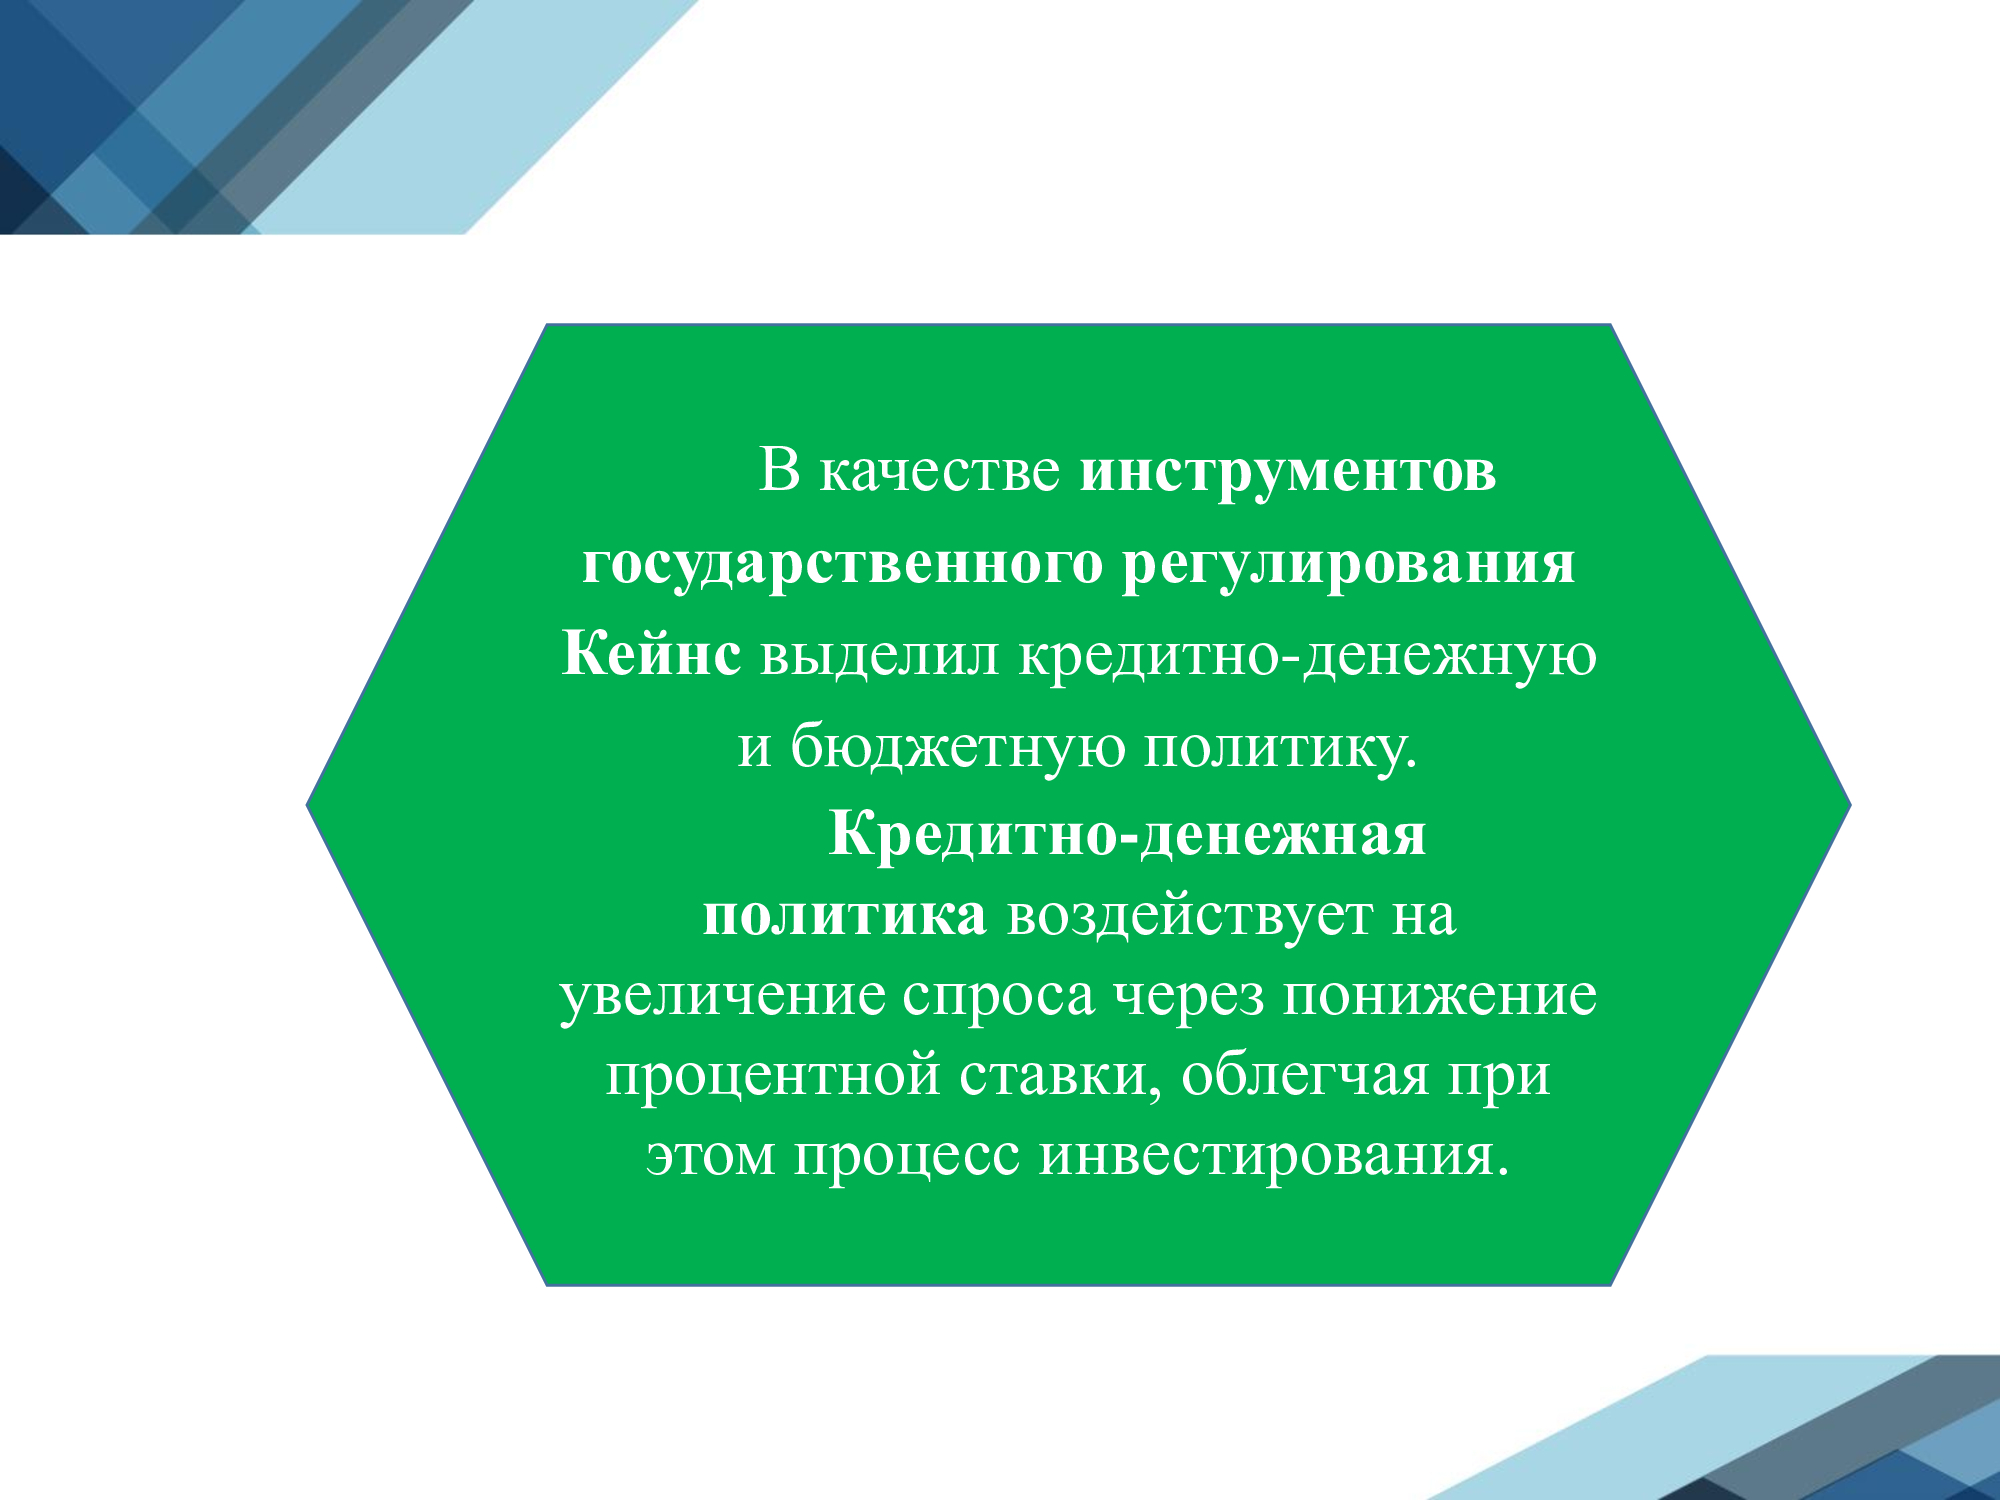 В качестве инструментов
государственного регулирования
Кейнс выделил кредитно-денежную
и бюджетную политику.
Кредитно-денежная
политика воздействует на
увеличение спроса через понижение
процентной ставки, облегчая при
этом процесс инвестирования.